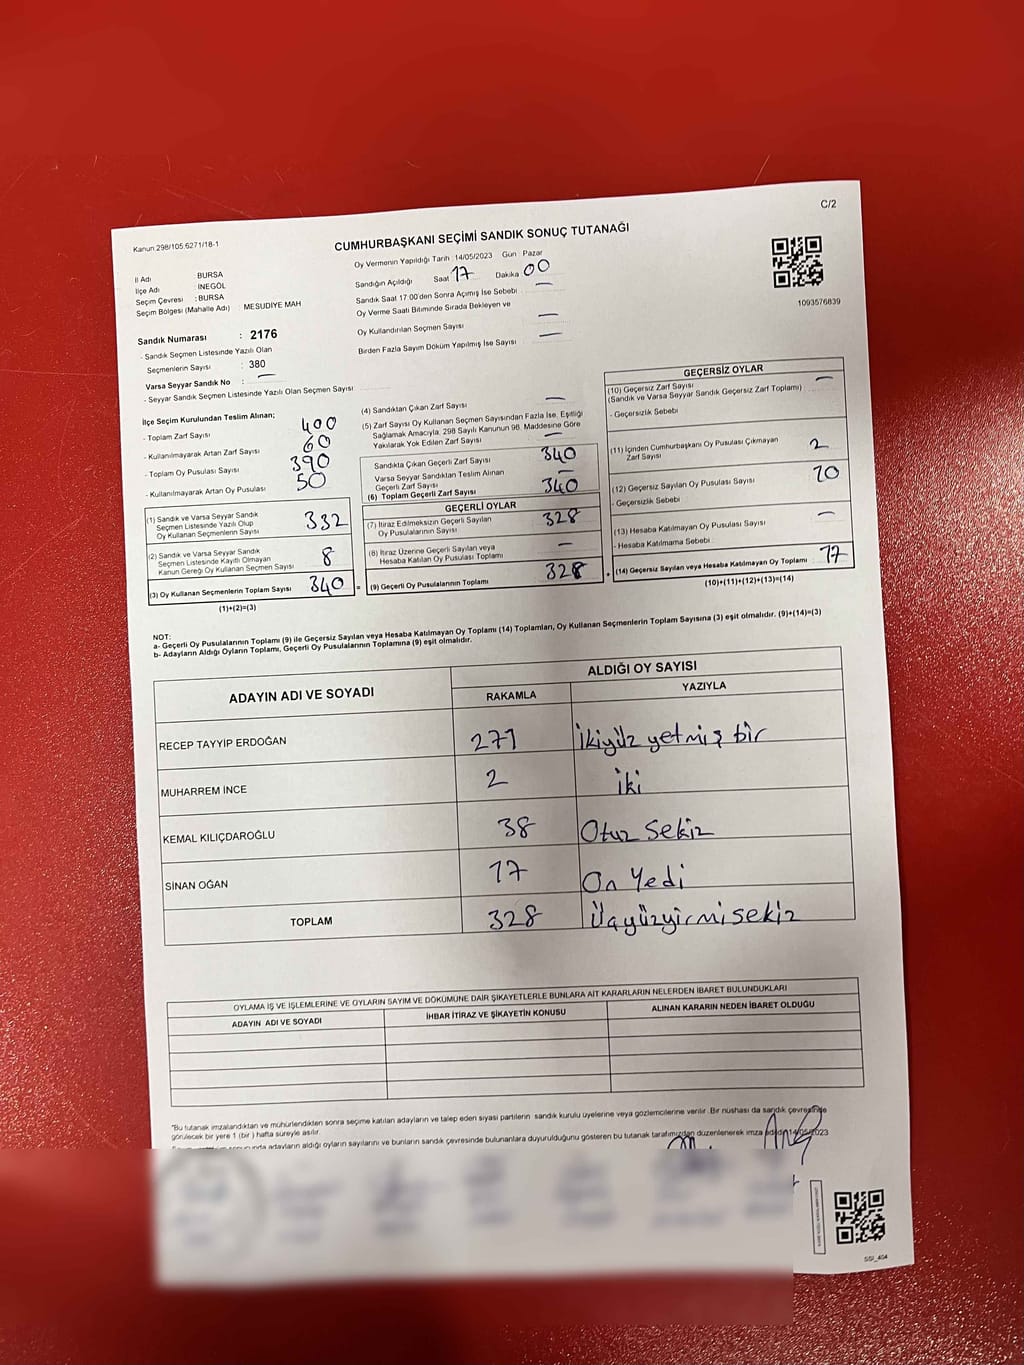 C/2
Kanun 298/105.6271/18-1
CUMHURBAŞKANI SEÇİMİ SANDIK SONUÇ TUTANAĞI
1093576839
İl Adı BURSA
İlçe Adı İNEGÖL
Seçim Çevresi : BURSA
Seçim Bölgesi (Mahalle Adı) : MESUDİYE MAH
Sandık Numarası : 2176
- Sandık Seçmen Listesinde Yazılı Olan
Seçmenlerin Sayısı : 380
Varsa Seyyar Sandık No : —
- Seyyar Sandık Seçmen Listesinde Yazılı Olan Seçmen Sayısı
Oy Vermenin Yapıldığı Tarih : 14/05/2023 Gün : Pazar
Sandığın Açıldığı Saat 17 Dakika 00
Sandık Saat 17.00'den Sonra Açımış İse Sebebi —
Oy Verme Saati Bitiminde Sırada Bekleyen ve
Oy Kullandırılan Seçmen Sayısı —
Birden Fazla Sayım Döküm Yapılmış İse Sayısı —
İlçe Seçim Kurulundan Teslim Alınan;
- Toplam Zarf Sayısı 400
- Kullanılmayarak Artan Zarf Sayısı 60
- Toplam Oy Pusulası Sayısı 390
- Kullanılmayarak Artan Oy Pusulası 50
(1) Sandık ve Varsa Seyyar Sandık
Seçmen Listesinde Yazılı Olup
Oy Kullanan Seçmenlerin Sayısı 332
(2) Sandık ve Varsa Seyyar Sandık
Seçmen Listesinde Kayıtlı Olmayan
Kanun Gereği Oy Kullanan Seçmen Sayısı 8
(3) Oy Kullanan Seçmenlerin Toplam Sayısı 340 =
(1)+(2)=(3)
(4) Sandıktan Çıkan Zarf Sayısı —
(5) Zarf Sayısı Oy Kullanan Seçmen Sayısından Fazla İse, Eşitliği
Sağlamak Amacıyla, 298 Sayılı Kanunun 98. Maddesine Göre
Yakılarak Yok Edilen Zarf Sayısı —
Sandıkta Çıkan Geçerli Zarf Sayısı 340
Varsa Seyyar Sandıktan Teslim Alınan
Geçerli Zarf Sayısı —
(6) Toplam Geçerli Zarf Sayısı 340
GEÇERLİ OYLAR
(7) İtiraz Edilmeksizin Geçerli Sayılan
Oy Pusulalarının Sayısı 328
(8) İtiraz Üzerine Geçerli Sayılan veya
Hesaba Katılan Oy Pusulası Toplamı —
(9) Geçerli Oy Pusulalarının Toplamı 328 +
GEÇERSİZ OYLAR
(10) Geçersiz Zarf Sayısı —
(Sandık ve Varsa Seyyar Sandık Geçersiz Zarf Toplamı)
- Geçersizlik Sebebi
(11) İçinden Cumhurbaşkanı Oy Pusulası Çıkmayan
Zarf Sayısı 2
(12) Geçersiz Sayılan Oy Pusulası Sayısı 10
- Geçersizlik Sebebi
(13) Hesaba Katılmayan Oy Pusulası Sayısı —
- Hesaba Katılmama Sebebi
(14) Geçersiz Sayılan veya Hesaba Katılmayan Oy Toplamı 12
(10)+(11)+(12)+(13)=(14)
NOT:
a- Geçerli Oy Pusulalarının Toplamı (9) ile Geçersiz Sayılan veya Hesaba Katılmayan Oy Toplamı (14) Toplamları, Oy Kullanan Seçmenlerin Toplam Sayısına (3) eşit olmalıdır. (9)+(14)=(3)
b- Adayların Aldığı Oyların Toplamı, Geçerli Oy Pusulalarının Toplamına (9) eşit olmalıdır.
ADAYIN ADI VE SOYADI
ALDIĞI OY SAYISI
RAKAMLA YAZIYLA
RECEP TAYYİP ERDOĞAN 271 İkiyüz yetmiş bir
MUHARREM İNCE 2 İki
KEMAL KILIÇDAROĞLU 38 Otuz Sekiz
SİNAN OĞAN 17 On Yedi
TOPLAM 328 Üçyüzyirmisekiz
OYLAMA İŞ VE İŞLEMLERİNE VE OYLARIN SAYIM VE DÖKÜMÜNE DAİR ŞİKAYETLERLE BUNLARA AİT KARARLARIN NELERDEN İBARET BULUNDUKLARI
ADAYIN ADI VE SOYADI İHBAR İTİRAZ VE ŞİKAYETİN KONUSU ALINAN KARARIN NEDEN İBARET OLDUĞU
*Bu tutanak imzalandıktan ve mühürlendikten sonra seçime katılan adayların ve talep eden siyasi partilerin sandık kurulu üyelerine veya gözlemcilerine verilir. Bir nüshası da sandık çevresinde
görülecek bir yere 1 (bir) hafta süreyle asılır.
sonunda adayların aldığı oyların sayılarını ve bunların sandık çevresinde bulunanlara duyurulduğunu gösteren bu tutanak tarafımızdan düzenlenerek imza edildi 14/05/2023
SSI_404